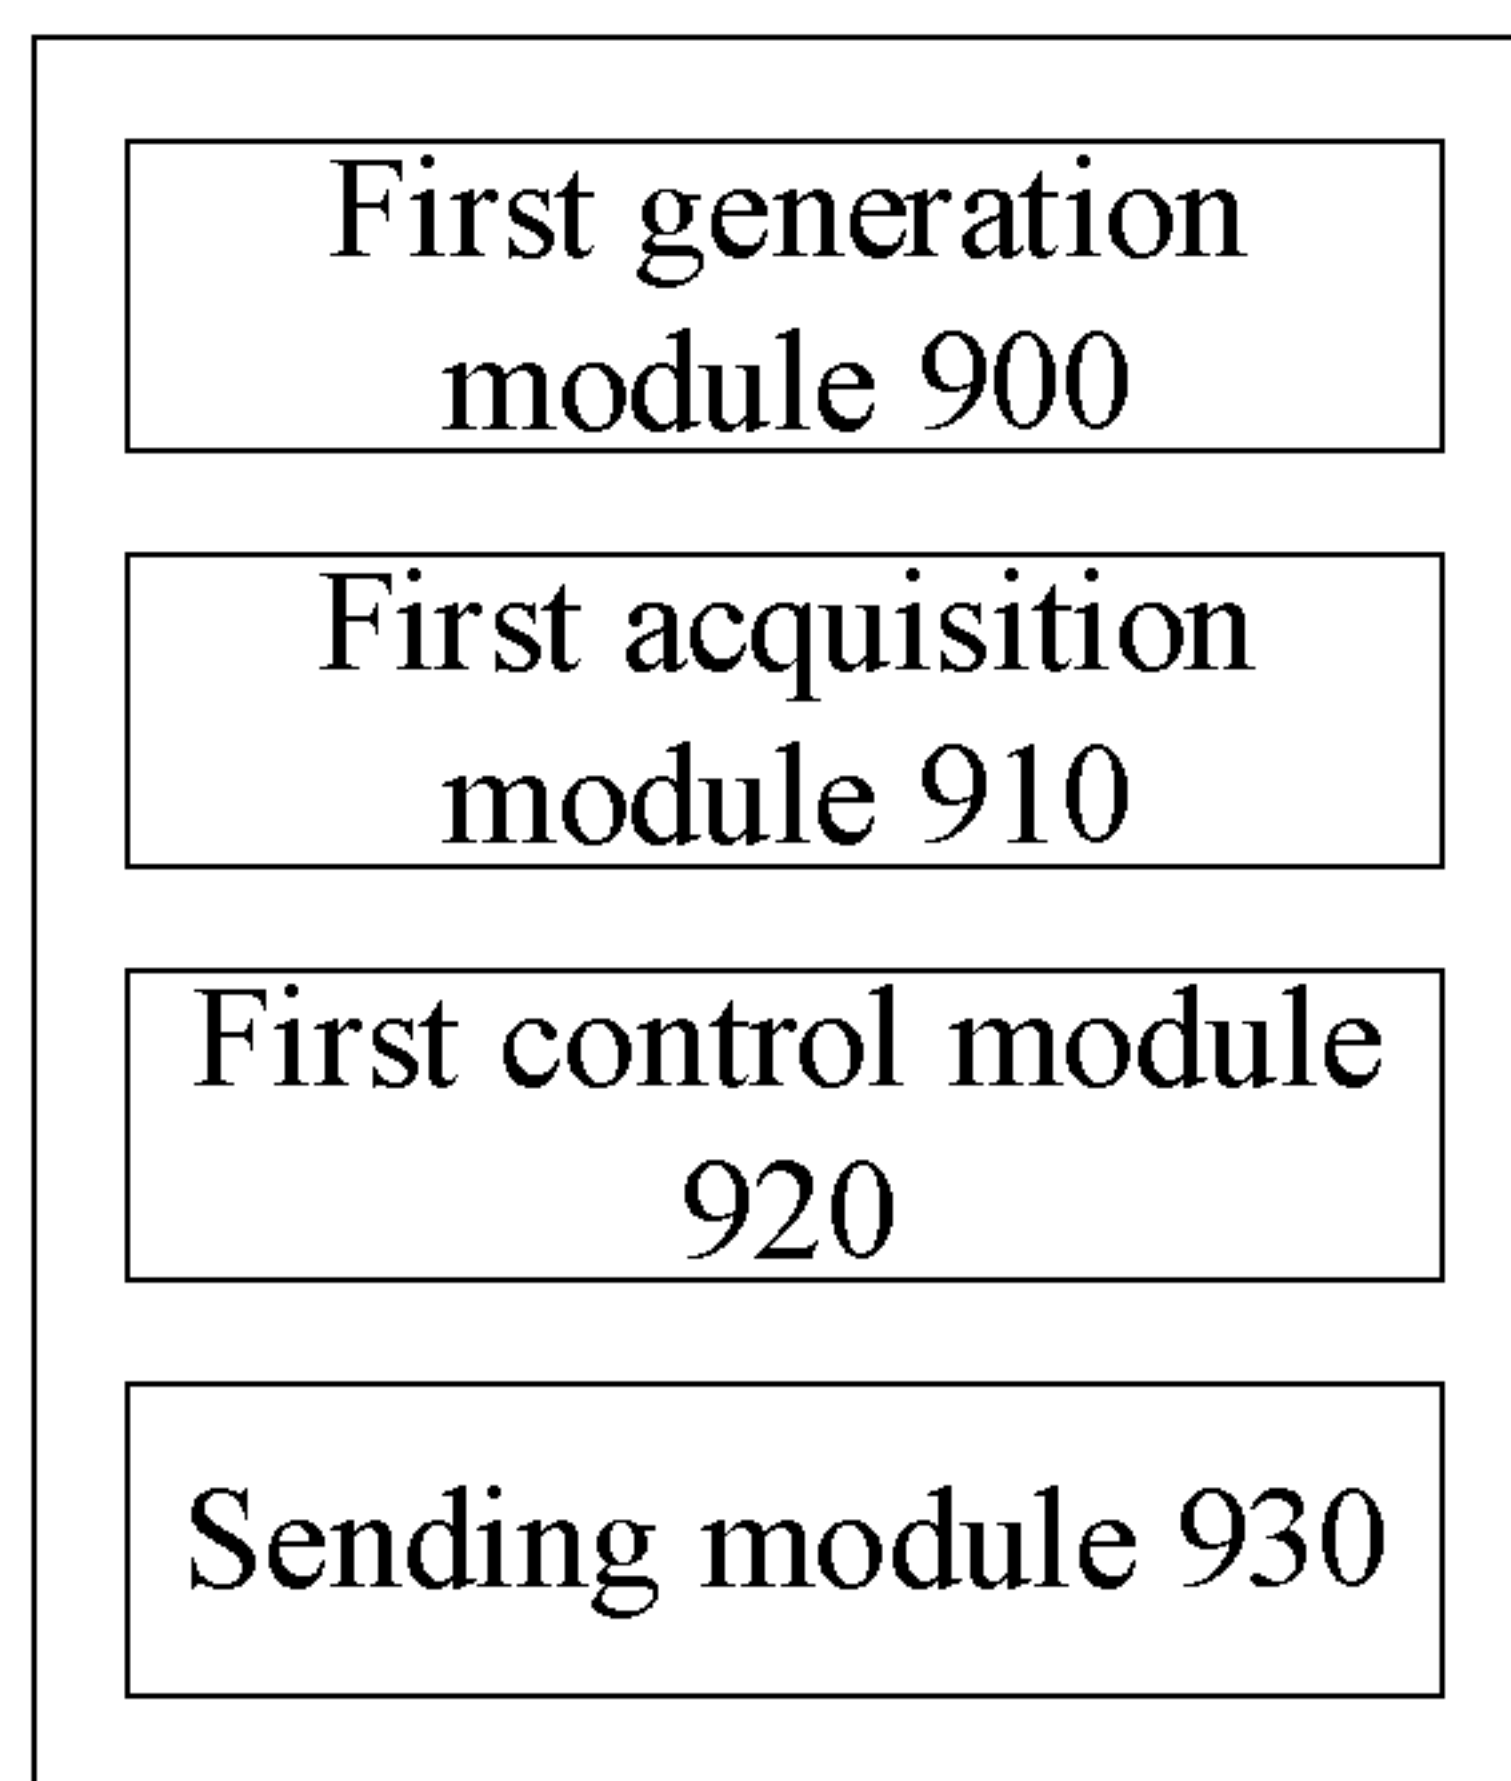 First generation
module 900
First acquisition
module 910
First control module
920
Sending module 930